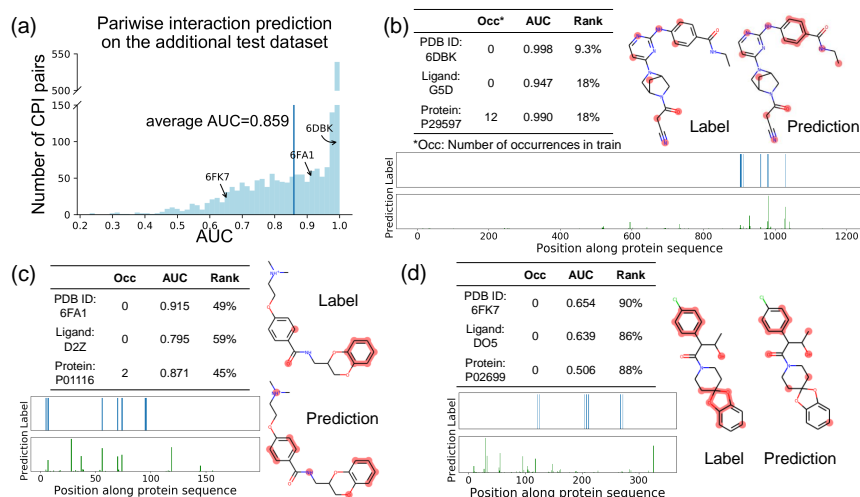 (a)
Pariwise interaction prediction
on the additional test dataset
Number of CPI pairs
550
500
150
100
50
0
average AUC=0.859
6DBK
6FA1
6FK7
0.2 0.3 0.4 0.5 0.6 0.7 0.8 0.9 1.0
AUC
(b)
Occ* AUC Rank
PDB ID:
6DBK 0 0.998 9.3%
Ligand:
G5D 0 0.947 18%
Protein:
P29597 12 0.990 18%
*Occ: Number of occurrences in train
Label
Prediction
Prediction Label
0 200 400 600 800 1000 1200
Position along protein sequence
(c)
Occ AUC Rank
PDB ID:
6FA1 0 0.915 49%
Ligand:
D2Z 0 0.795 59%
Protein:
P01116 2 0.871 45%
Label
Prediction
Prediction Label
0 50 100 150
Position along protein sequence
(d)
Occ AUC Rank
PDB ID:
6FK7 0 0.654 90%
Ligand:
DO5 0 0.639 86%
Protein:
P02699 0 0.506 88%
Prediction Label
0 100 200 300
Position along protein sequence
Label
Prediction